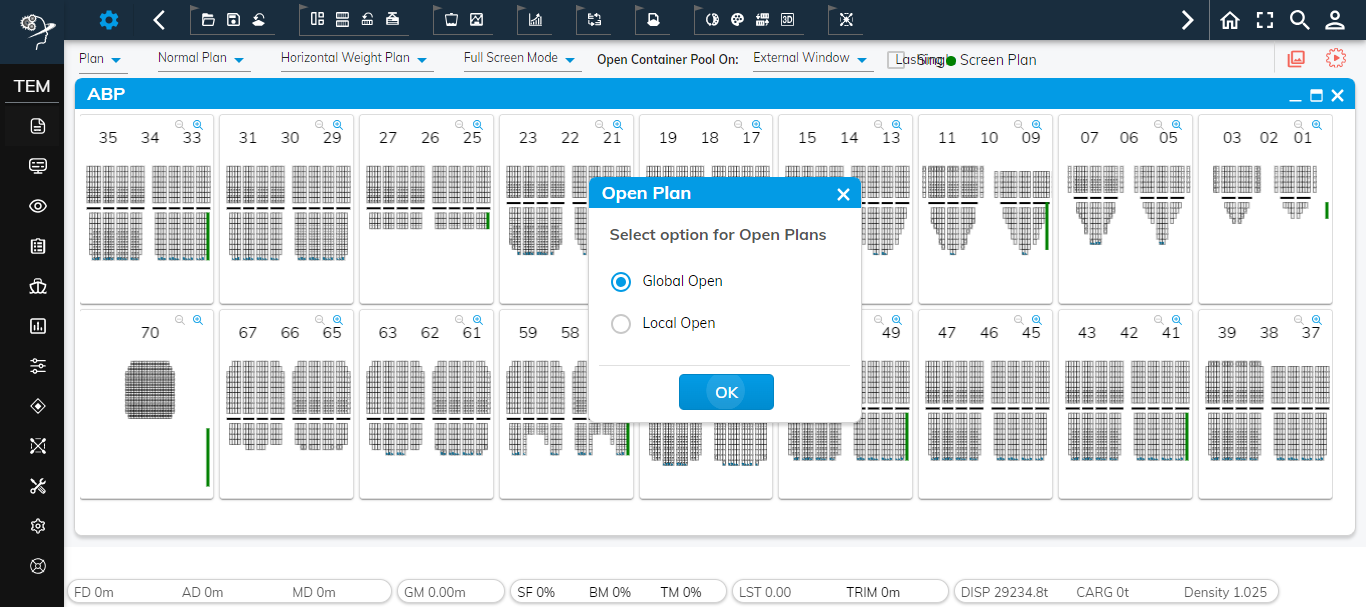 TEM
Plan
Normal Plan
Horizontal Weight Plan
Full Screen Mode
Open Container Pool On:
External Window
Lashing
Single Screen Plan
ABP
35 34 33
31 30 29
27 26 25
23 22 21
19 18 17
15 14 13
11 10 09
07 06 05
03 02 01
Open Plan
Select option for Open Plans
Global Open
Local Open
OK
70
67 66 65
63 62 61
59 58
49
47 46 45
43 42 41
39 38 37
FD 0m AD 0m MD 0m
GM 0.00m
SF 0% BM 0% TM 0%
LST 0.00 TRIM 0m
DISP 29234.8t CARG 0t Density 1.025